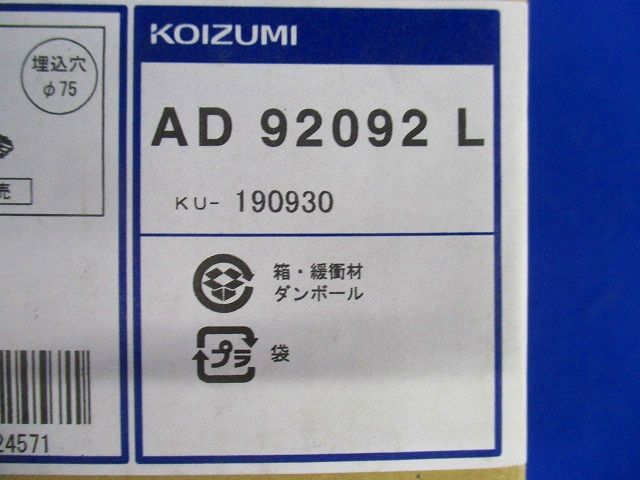 埋込穴
φ75
売
24571
KOIZUMI
AD 92092 L
KU- 190930
箱・緩衝材
ダンボール
プラ
袋